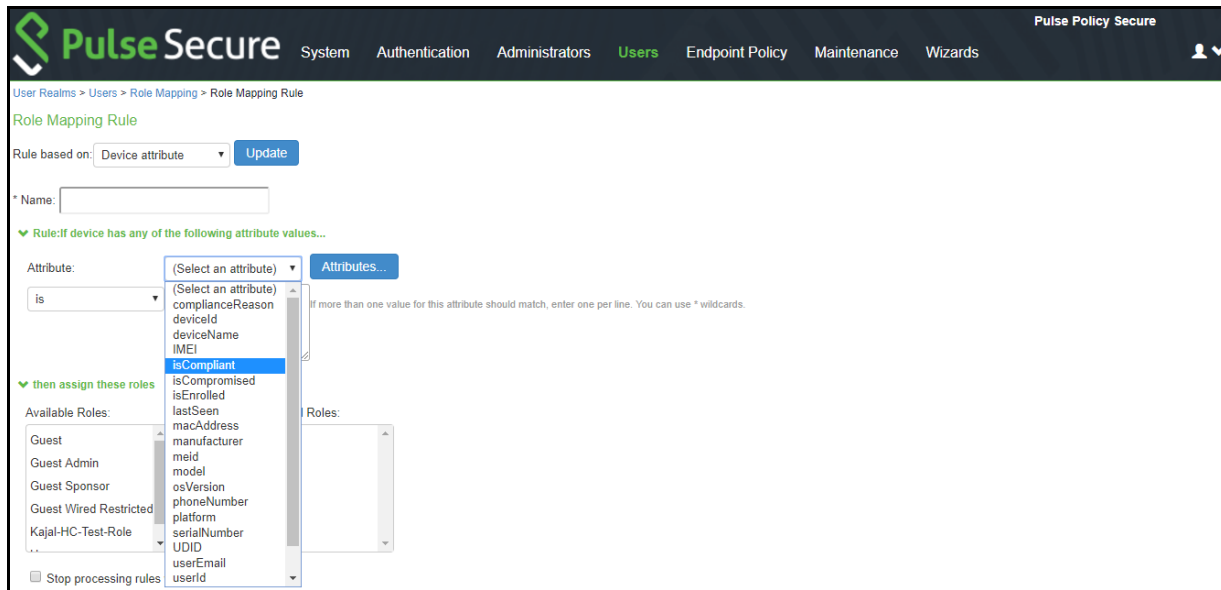 Pulse Policy Secure
Pulse Secure System Authentication Administrators Users Endpoint Policy Maintenance Wizards
User Realms > Users > Role Mapping > Role Mapping Rule
Role Mapping Rule
Rule based on: Device attribute Update
* Name:
Rule:If device has any of the following attribute values...
Attribute: (Select an attribute) Attributes...
is
(Select an attribute)
If more than one value for this attribute should match, enter one per line. You can use * wildcards.
complianceReason
deviceId
deviceName
IMEI
isCompliant
isCompromised
isEnrolled
lastSeen
macAddress
manufacturer
meid
model
osVersion
phoneNumber
platform
serialNumber
UDID
userEmail
userId
then assign these roles
Available Roles: Roles:
Guest
Guest Admin
Guest Sponsor
Guest Wired Restricted
Kajal-HC-Test-Role
Stop processing rules